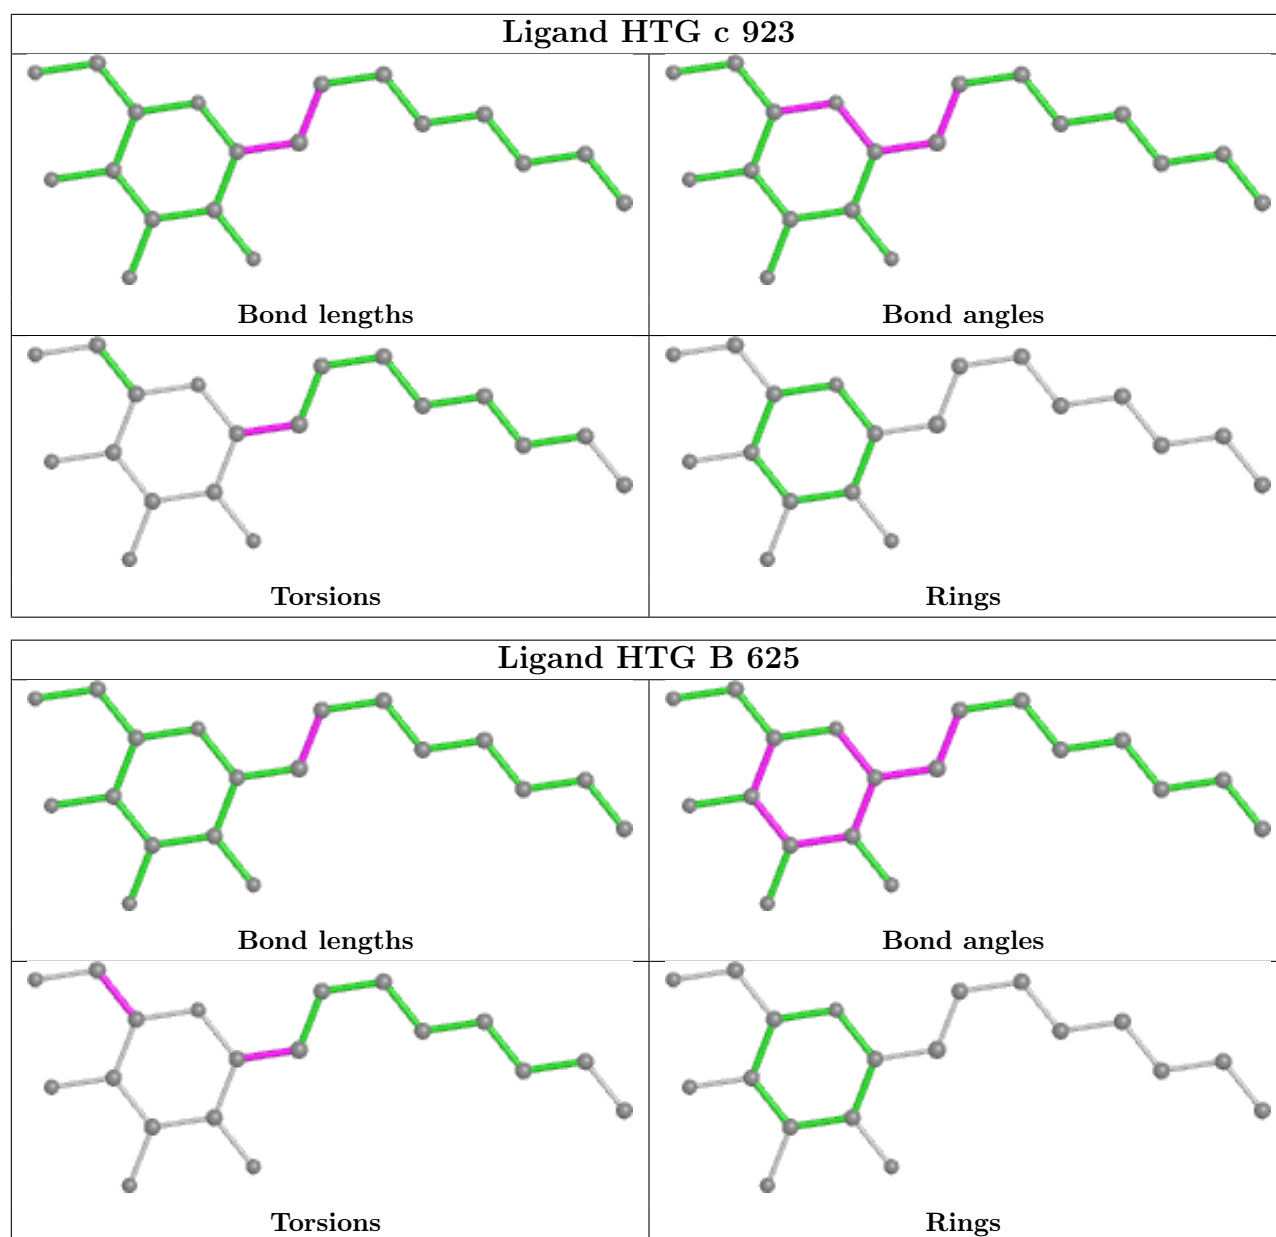 Ligand HTG c 923
Bond lengths
Bond angles
Torsions
Rings
Ligand HTG B 625
Bond lengths
Bond angles
Torsions
Rings